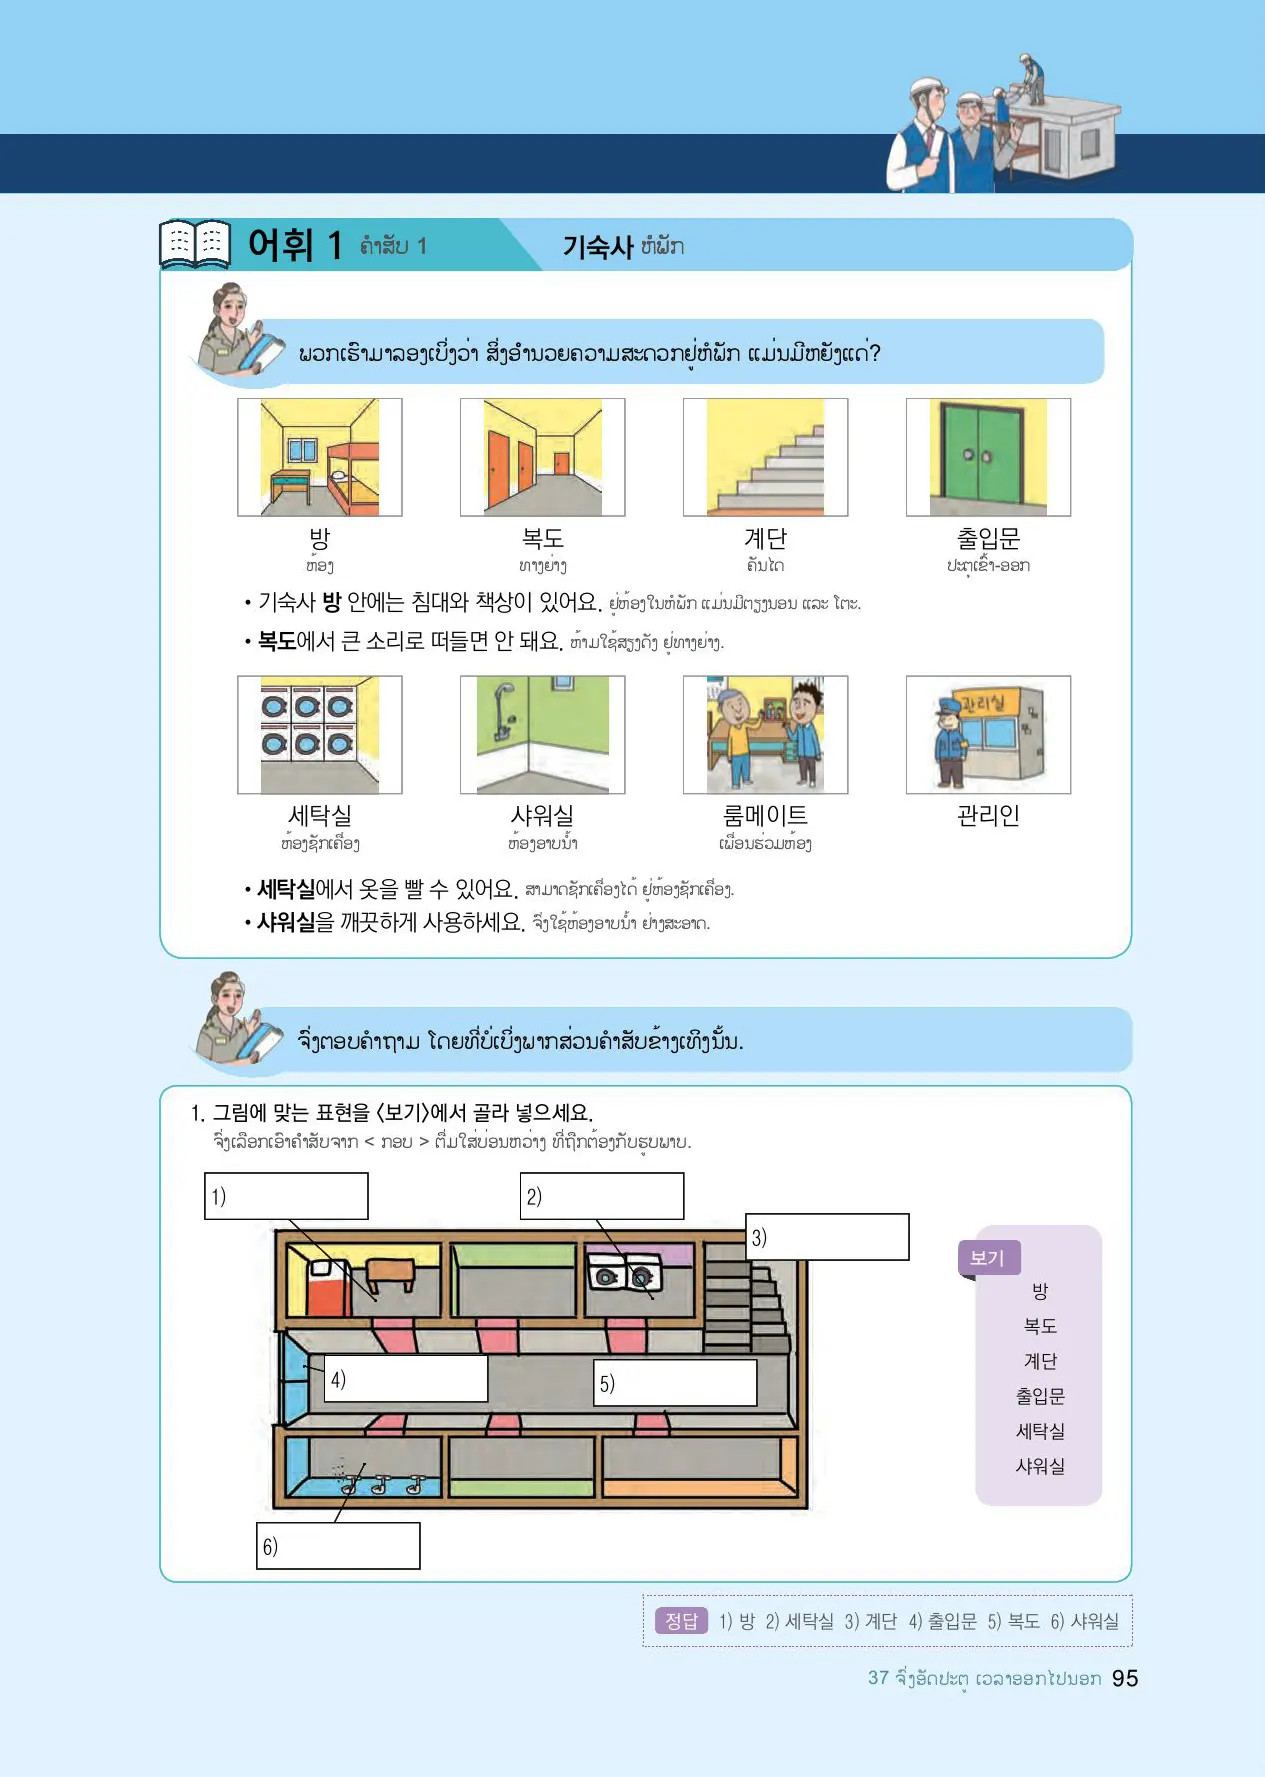 어휘 1 ຄຳສັບ 1 기숙사 ຫໍພັກ
ພວກເຮົາມາລອງເບິ່ງວ່າ ສິ່ງອຳນວຍຄວາມສະດວກຢູ່ຫໍພັກ ແມ່ນມີຫຍັງແດ່?
방 복도 계단 출입문
ຫ້ອງ ທາງຍ່າງ ຄັນໄດ ປະຕູເຂົ້າ-ອອກ
• 기숙사 방 안에는 침대와 책상이 있어요. ຢູ່ຫ້ອງໃນຫໍພັກ ແມ່ນມີຕຽງນອນ ແລະ ໂຕະ.
• 복도에서 큰 소리로 떠들면 안 돼요. ຫ້າມໃຊ້ສຽງດັງ ຢູ່ທາງຍ່າງ.
관리실
세탁실 샤워실 룸메이트 관리인
ຫ້ອງຊັກເຄື່ອງ ຫ້ອງອາບນ້ຳ ເພື່ອນຮ່ວມຫ້ອງ
• 세탁실에서 옷을 빨 수 있어요. ສາມາດຊັກເຄື່ອງໄດ້ ຢູ່ຫ້ອງຊັກເຄື່ອງ.
• 샤워실을 깨끗하게 사용하세요. ຈົ່ງໃຊ້ຫ້ອງອາບນ້ຳ ຢ່າງສະອາດ.
ຈົ່ງຕອບຄຳຖາມ ໂດຍທີ່ບໍ່ເບິ່ງພາກສ່ວນຄຳສັບຂ້າງເທິງນັ້ນ.
1. 그림에 맞는 표현을 〈보기〉에서 골라 넣으세요.
ຈົ່ງເລືອກເອົາຄຳສັບຈາກ < ກອບ > ຕື່ມໃສ່ບ່ອນຫວ່າງ ທີ່ຖືກຕ້ອງກັບຮູບພາບ.
1)
2)
3)
4)
5)
6)
보기
방
복도
계단
출입문
세탁실
샤워실
정답 1) 방 2) 세탁실 3) 계단 4) 출입문 5) 복도 6) 샤워실
37 ຈົ່ງອັດປະຕູ ເວລາອອກໄປນອກ 95